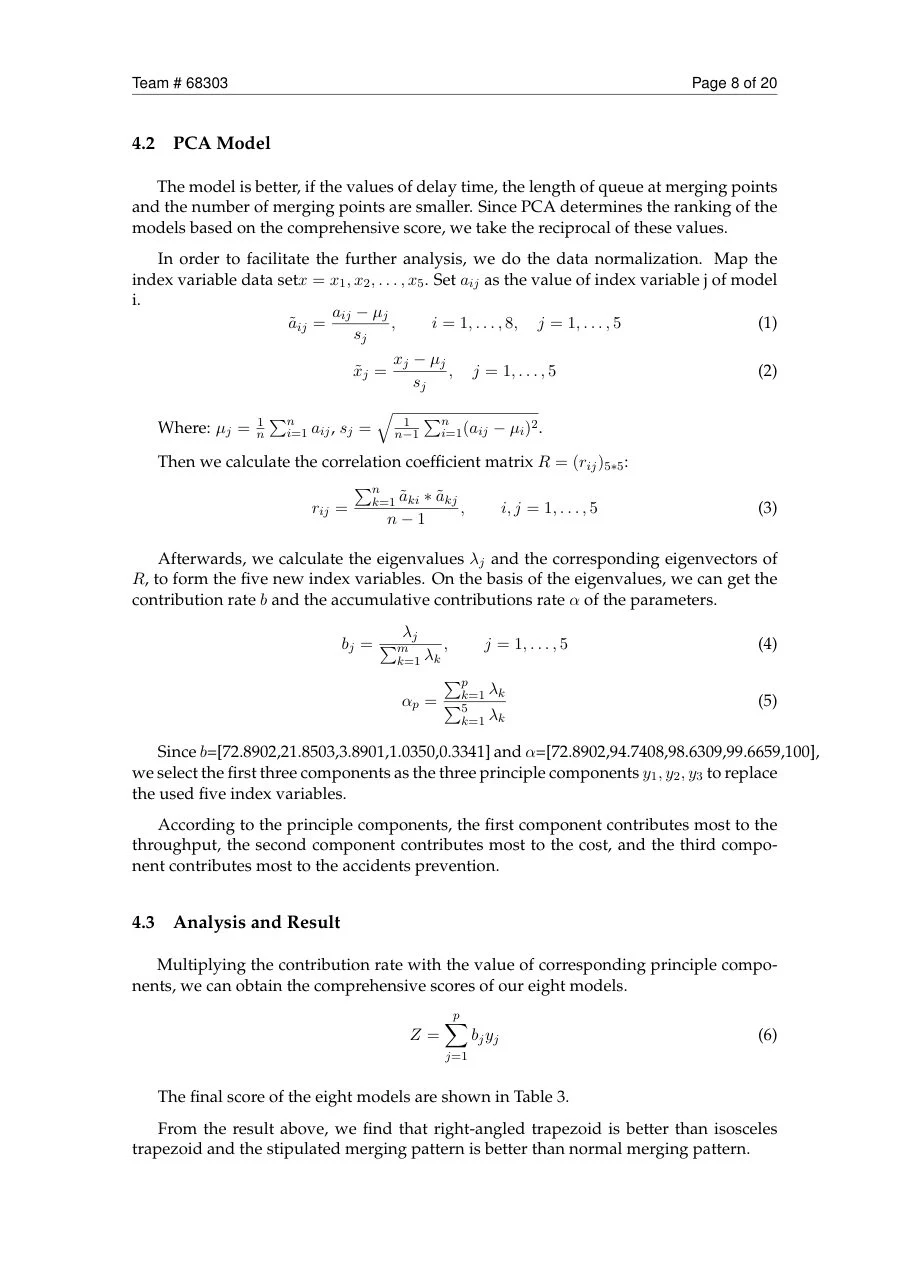 Team # 68303 Page 8 of 20
4.2 PCA Model
The model is better, if the values of delay time, the length of queue at merging points
and the number of merging points are smaller. Since PCA determines the ranking of the
models based on the comprehensive score, we take the reciprocal of these values.
In order to facilitate the further analysis, we do the data normalization. Map the
index variable data setx = x₁, x₂, . . . , x₅. Set aᵢⱼ as the value of index variable j of model
i.
ãᵢⱼ = (aᵢⱼ − μⱼ) / sⱼ, i = 1, . . . , 8, j = 1, . . . , 5 (1)
x̃ⱼ = (xⱼ − μⱼ) / sⱼ, j = 1, . . . , 5 (2)
Where: μⱼ = 1/n ∑ⁿᵢ₌₁ aᵢⱼ, sⱼ = √(1/(n−1) ∑ⁿᵢ₌₁(aᵢⱼ − μᵢ)²).
Then we calculate the correlation coefficient matrix R = (rᵢⱼ)₅∗₅:
rᵢⱼ = (∑ⁿₖ₌₁ ãₖᵢ ∗ ãₖⱼ) / (n − 1), i, j = 1, . . . , 5 (3)
Afterwards, we calculate the eigenvalues λⱼ and the corresponding eigenvectors of
R, to form the five new index variables. On the basis of the eigenvalues, we can get the
contribution rate b and the accumulative contributions rate α of the parameters.
bⱼ = λⱼ / ∑ᵐₖ₌₁ λₖ, j = 1, . . . , 5 (4)
αₚ = ∑ᵖₖ₌₁ λₖ / ∑⁵ₖ₌₁ λₖ (5)
Since b=[72.8902,21.8503,3.8901,1.0350,0.3341] and α=[72.8902,94.7408,98.6309,99.6659,100],
we select the first three components as the three principle components y₁, y₂, y₃ to replace
the used five index variables.
According to the principle components, the first component contributes most to the
throughput, the second component contributes most to the cost, and the third compo-
nent contributes most to the accidents prevention.
4.3 Analysis and Result
Multiplying the contribution rate with the value of corresponding principle compo-
nents, we can obtain the comprehensive scores of our eight models.
Z = ∑ᵖⱼ₌₁ bⱼyⱼ (6)
The final score of the eight models are shown in Table 3.
From the result above, we find that right-angled trapezoid is better than isosceles
trapezoid and the stipulated merging pattern is better than normal merging pattern.